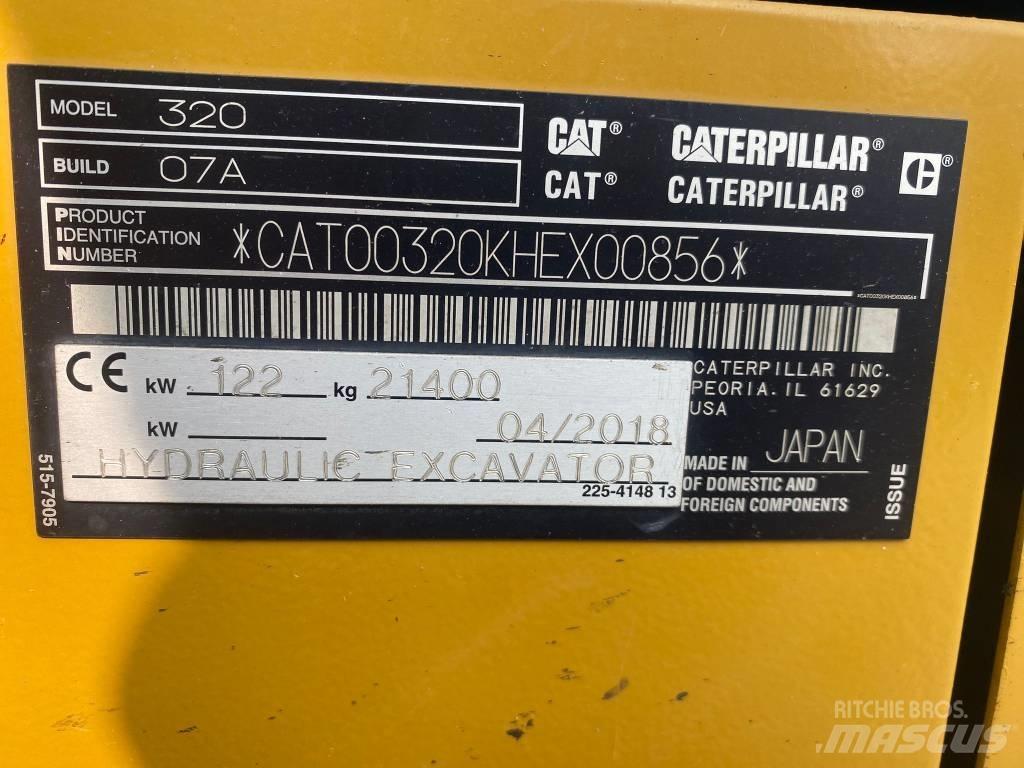 MODEL 320
BUILD 07A
CAT® CATERPILLAR® C®
CAT® CATERPILLAR®
PRODUCT
IDENTIFICATION
NUMBER
*CAT00320KHEX00856*
*CAT00320KHEX00856*
CE kW 122 kg 21400
kW 04/2018
HYDRAULIC EXCAVATOR
225-4148 13
CATERPILLAR INC.
PEORIA. IL 61629
USA
MADE IN JAPAN
OF DOMESTIC AND
FOREIGN COMPONENTS
515-7905
ISSUE
RITCHIE BROS.
MASCUS